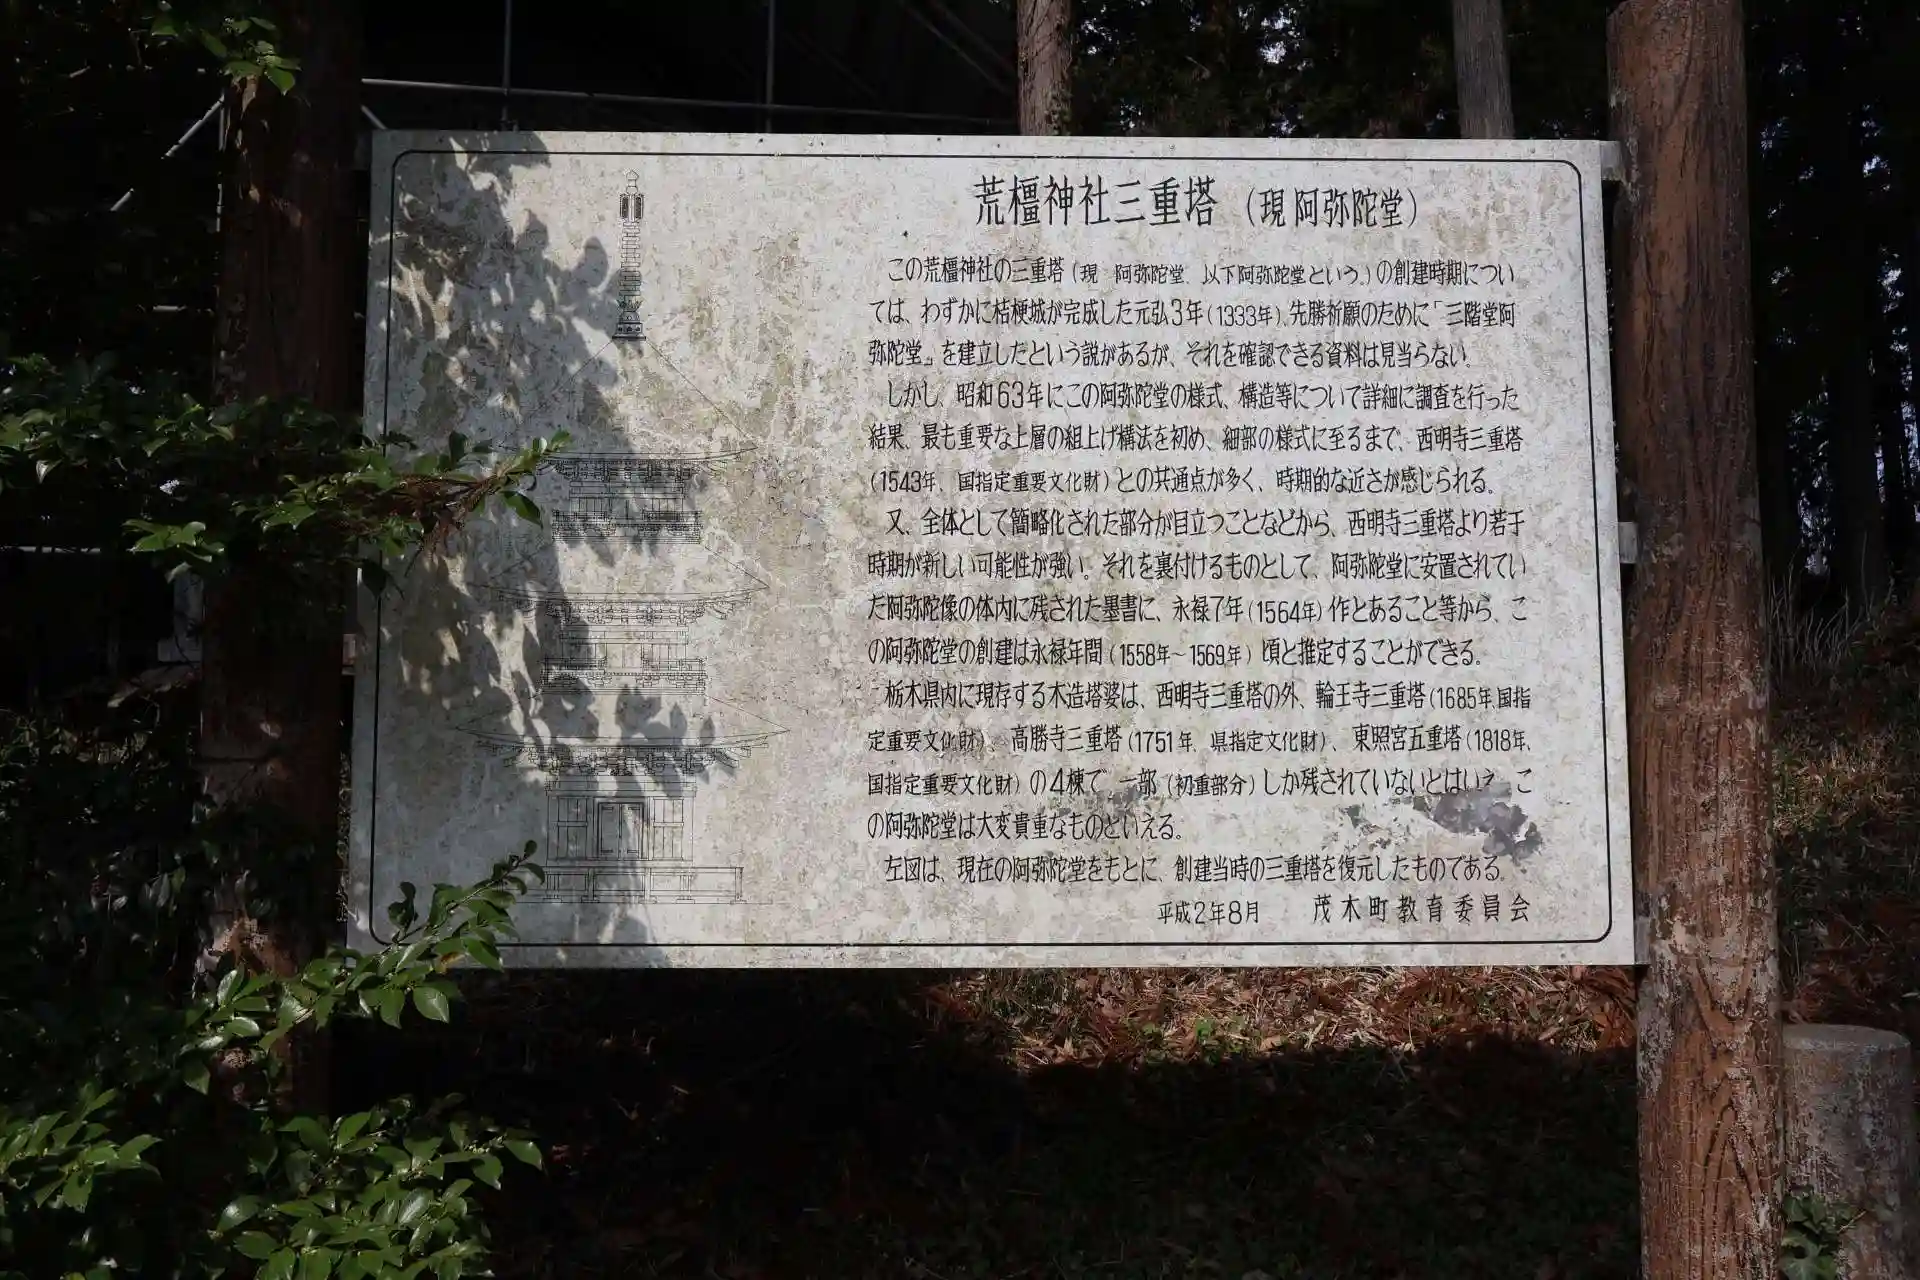 荒橿神社三重塔（現 阿弥陀堂）
この荒橿神社の三重塔（現 阿弥陀堂、以下阿弥陀堂という。）の創建時期につい
ては、わずかに桔梗城が完成した元弘3年（1333年）、先勝祈願のために「三階堂阿
弥陀堂」を建立したという説があるが、それを確認できる資料は見当らない。
しかし、昭和63年にこの阿弥陀堂の様式、構造等について詳細に調査を行った
結果、最も重要な上層の組上げ構法を初め、細部の様式に至るまで、西明寺三重塔
（1543年、国指定重要文化財）との共通点が多く、時期的な近さが感じられる。
又、全体として簡略化された部分が目立つことなどから、西明寺三重塔より若干
時期が新しい可能性が強い。それを裏付けるものとして、阿弥陀堂に安置されてい
た阿弥陀像の体内に残された墨書に、永禄7年（1564年）作とあること等から、こ
の阿弥陀堂の創建は永禄年間（1558年～1569年）頃と推定することができる。
栃木県内に現存する木造塔婆は、西明寺三重塔の外、輪王寺三重塔（1685年、国指
定重要文化財）、高勝寺三重塔（1751年、県指定文化財）、東照宮五重塔（1818年、
国指定重要文化財）の4棟で、一部（初重部分）しか残されていないとはいえ、こ
の阿弥陀堂は大変貴重なものといえる。
左図は、現在の阿弥陀堂をもとに、創建当時の三重塔を復元したものである。
平成2年8月 茂木町教育委員会